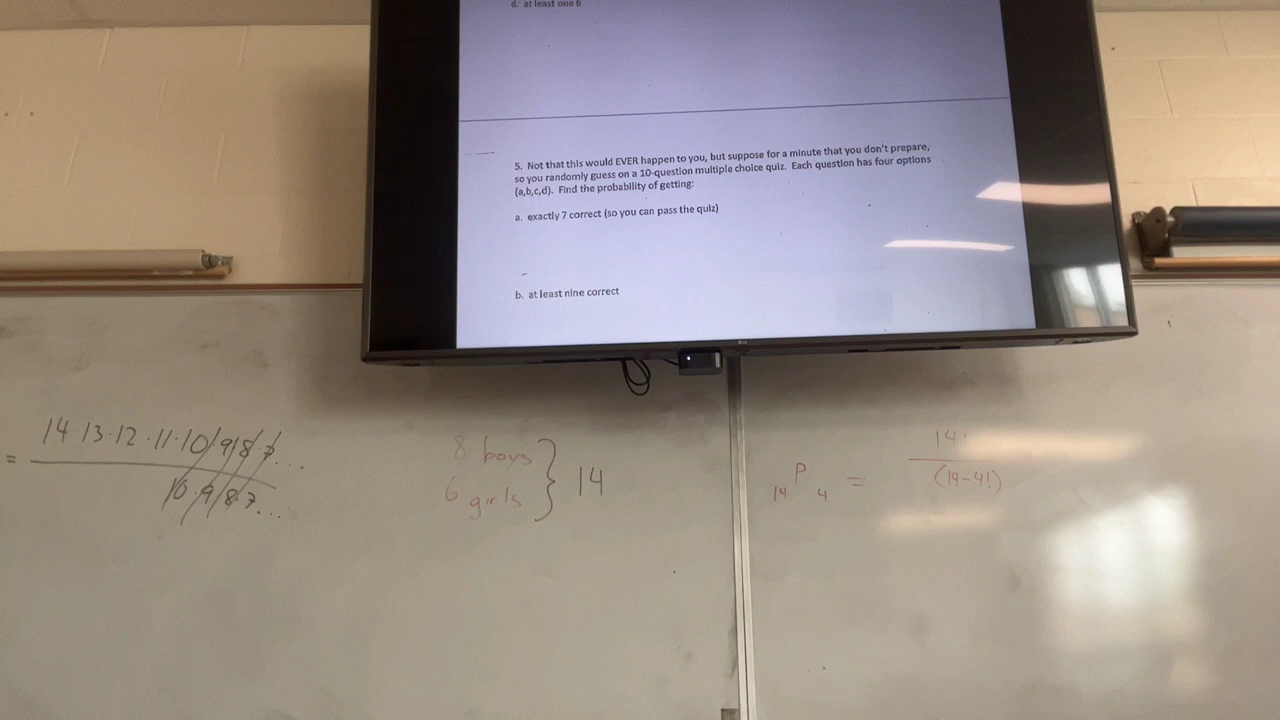 d. at least one 6
5. Not that this would EVER happen to you, but suppose for a minute that you don't prepare,
so you randomly guess on a 10-question multiple choice quiz. Each question has four options
(a,b,c,d). Find the probability of getting:
a. exactly 7 correct (so you can pass the quiz)
b. at least nine correct
= 14·13·12·11·10·9·8·7...
10·9·8·7...
8 boys
6 girls
} 14
14 P 4 =
14!
(14-4!)